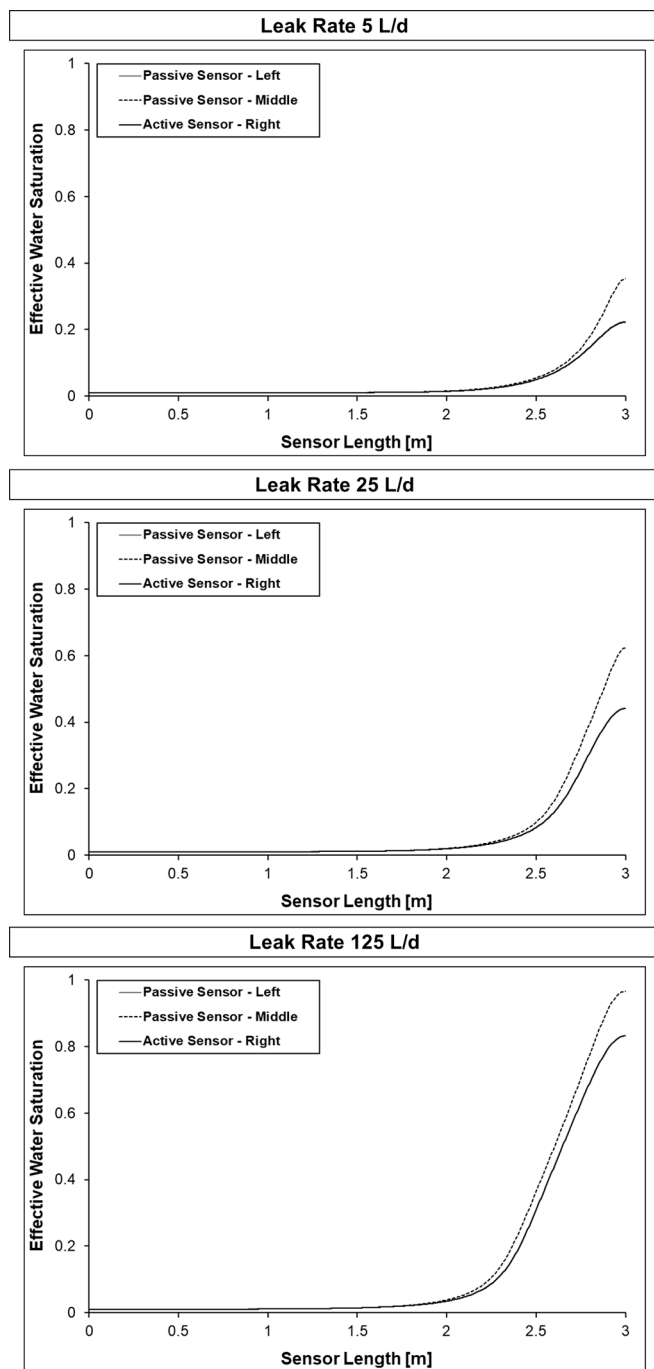 Leak Rate 5 L/d
1
Passive Sensor - Left
Passive Sensor - Middle
Active Sensor - Right
0.8
0.6
0.4
0.2
0
Effective Water Saturation
0 0.5 1 1.5 2 2.5 3
Sensor Length [m]
Leak Rate 25 L/d
1
Passive Sensor - Left
Passive Sensor - Middle
Active Sensor - Right
0.8
0.6
0.4
0.2
0
Effective Water Saturation
0 0.5 1 1.5 2 2.5 3
Sensor Length [m]
Leak Rate 125 L/d
1
Passive Sensor - Left
Passive Sensor - Middle
Active Sensor - Right
0.8
0.6
0.4
0.2
0
Effective Water Saturation
0 0.5 1 1.5 2 2.5 3
Sensor Length [m]